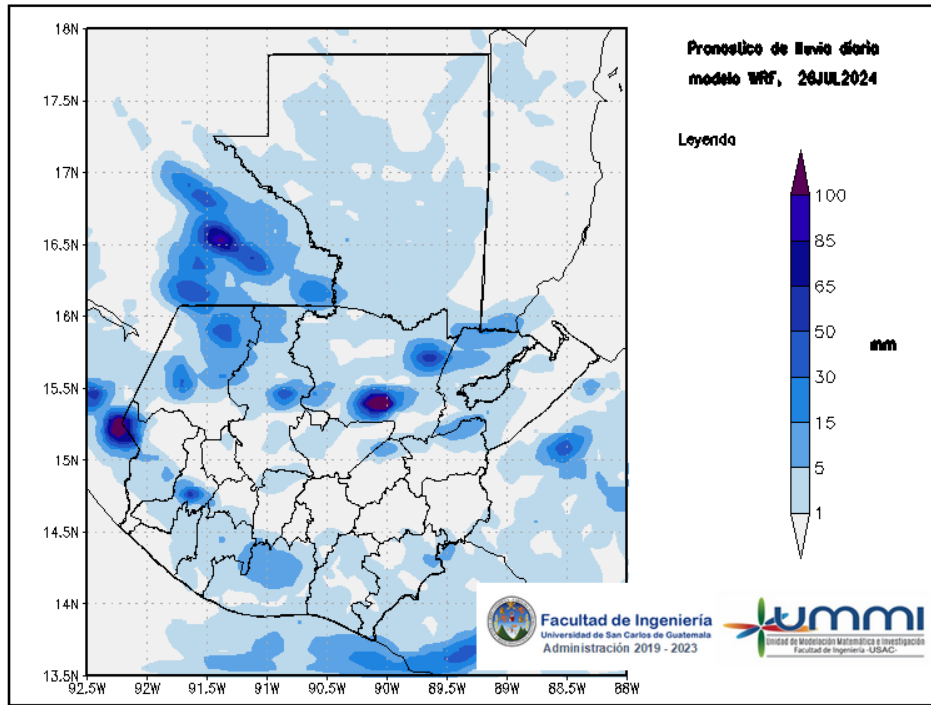 Pronostico de lluvia diaria
modelo WRF, 26JUL2024
Leyenda
100
85
65
50
30
15
5
1
mm
18N
17.5N
17N
16.5N
16N
15.5N
15N
14.5N
14N
13.5N
92.5W
92W
91.5W
91W
90.5W
90W
89.5W
89W
88.5W
88W
Facultad de Ingeniería
Universidad de San Carlos de Guatemala
Administración 2019 - 2023
UMMI
Unidad de Modelación Matemática e Investigación
Facultad de Ingeniería -USAC-